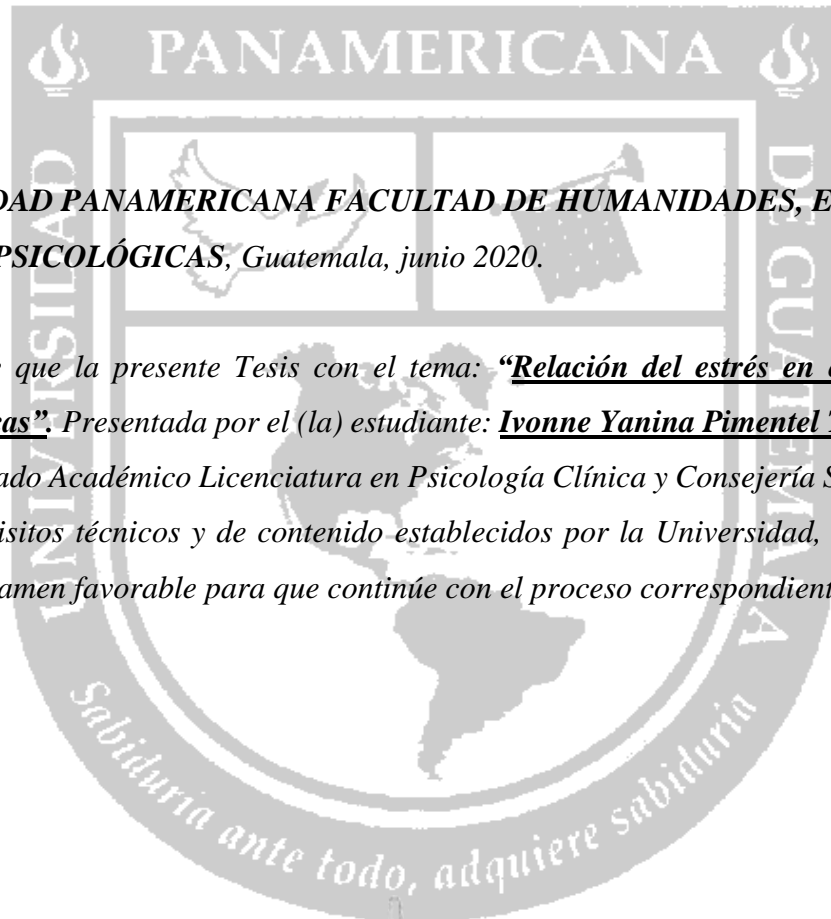 PANAMERICANA
UNIVERSIDAD
DE GUATEMALA
DAD PANAMERICANA FACULTAD DE HUMANIDADES, E
PSICOLÓGICAS, Guatemala, junio 2020.
que la presente Tesis con el tema: “Relación del estrés en
as”. Presentada por el (la) estudiante: Ivonne Yanina Pimentel
ado Académico Licenciatura en Psicología Clínica y Consejería S
isitos técnicos y de contenido establecidos por la Universidad,
amen favorable para que continúe con el proceso correspondient
Sabiduría ante todo, adquiere sabiduría